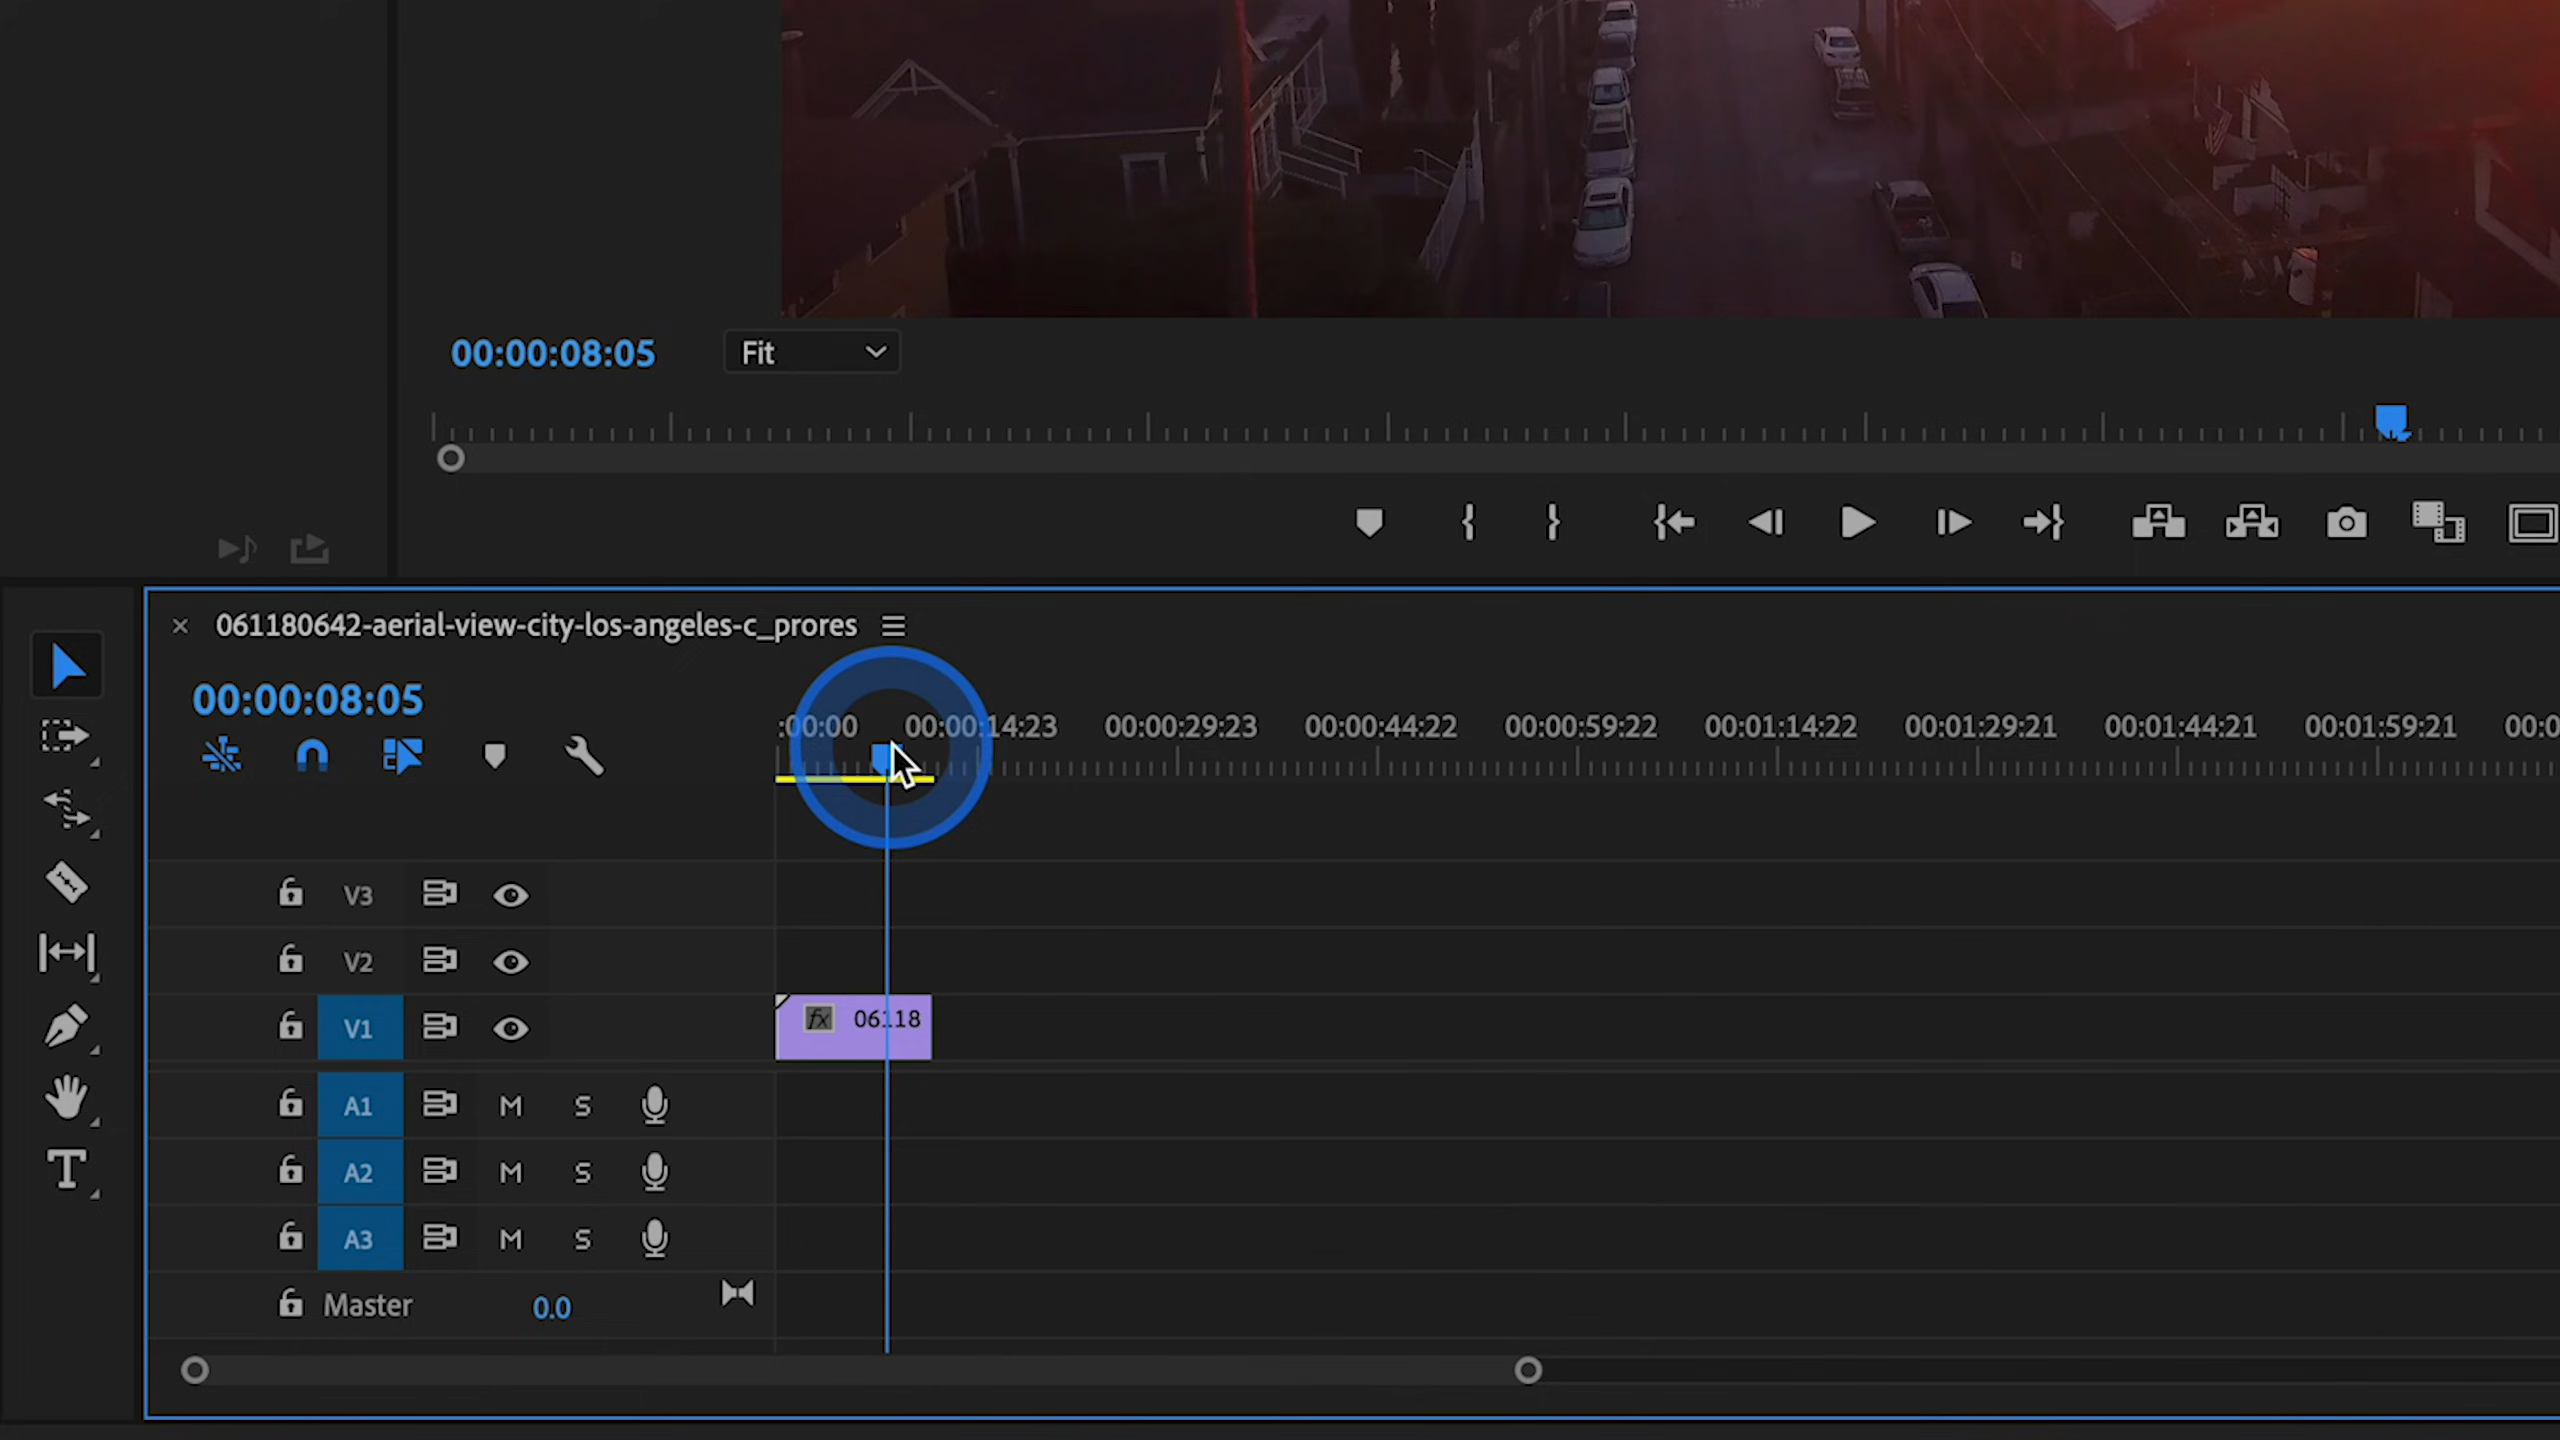 00:00:08:05 Fit
061180642-aerial-view-city-los-angeles-c_prores
00:00:08:05
:00:00 00:00:14:23 00:00:29:23 00:00:44:22 00:00:59:22 00:01:14:22 00:01:29:21 00:01:44:21 00:01:59:21 00:0
V3
V2
V1 fx 06118
A1 M S
A2 M S
A3 M S
Master 0.0